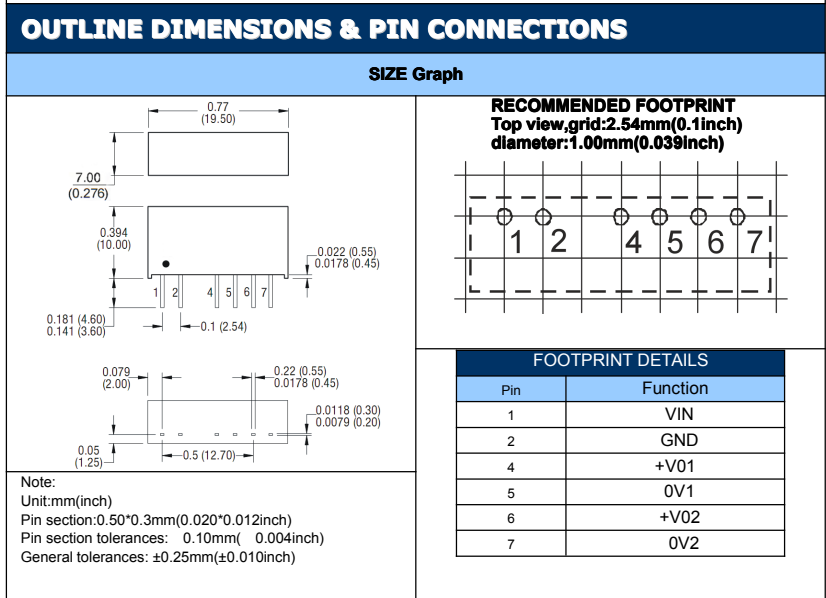 OUTLINE DIMENSIONS & PIN CONNECTIONS
SIZE Graph
0.77
(19.50)
7.00
(0.276)
0.394
(10.00)
0.022 (0.55)
0.0178 (0.45)
1 2 4 5 6 7
0.181 (4.60)
0.141 (3.60)
0.1 (2.54)
0.079
(2.00)
0.22 (0.55)
0.0178 (0.45)
0.0118 (0.30)
0.0079 (0.20)
0.05
(1.25)
0.5 (12.70)
Note:
Unit:mm(inch)
Pin section:0.50*0.3mm(0.020*0.012inch)
Pin section tolerances: 0.10mm( 0.004inch)
General tolerances: ±0.25mm(±0.010inch)
RECOMMENDED FOOTPRINT
Top view,grid:2.54mm(0.1inch)
diameter:1.00mm(0.039inch)
1 2 4 5 6 7
FOOTPRINT DETAILS
Pin Function
1 VIN
2 GND
4 +V01
5 0V1
6 +V02
7 0V2